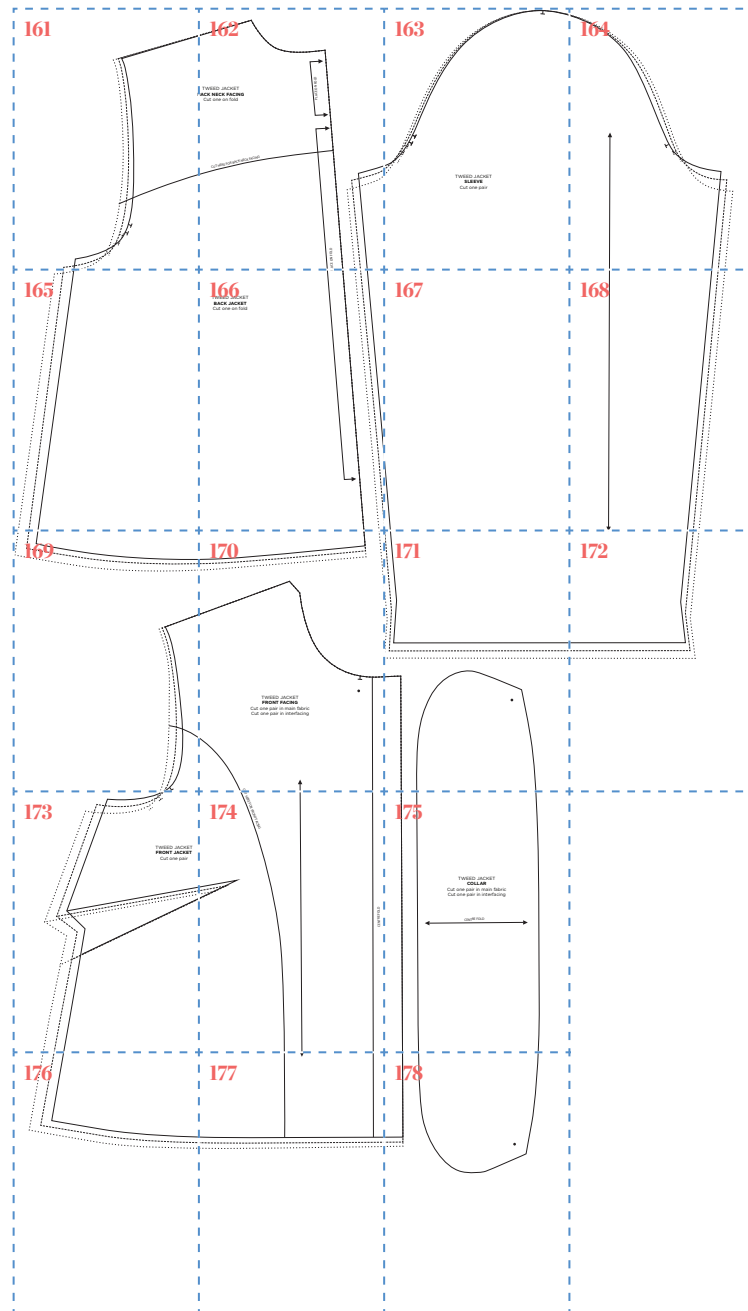 161
162
163
164
TWEED JACKET
ACK NECK FACING
Cut one on fold
TWEED JACKET
SLEEVE
Cut one pair
165
166
167
168
TWEED JACKET
BACK JACKET
Cut one on fold
169
170
171
172
TWEED JACKET
FRONT FACING
Cut one pair in main fabric
Cut one pair in interfacing
173
174
175
TWEED JACKET
FRONT JACKET
Cut one pair
TWEED JACKET
COLLAR
Cut one pair in main fabric
Cut one pair in interfacing
176
177
178